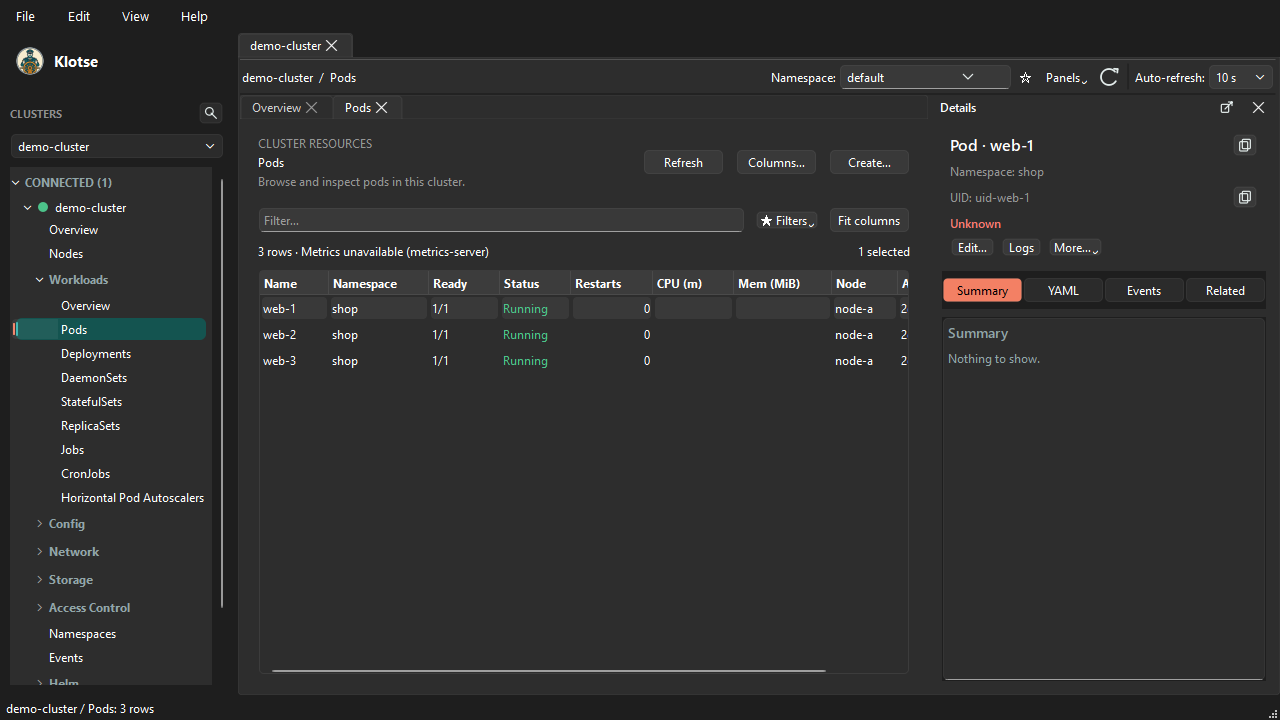 File Edit View Help
Klotse
demo-cluster
demo-cluster / Pods
Namespace: default Panels Auto-refresh: 10 s
CLUSTERS
demo-cluster
CONNECTED (1)
demo-cluster
Overview
Nodes
Workloads
Overview
Pods
Deployments
DaemonSets
StatefulSets
ReplicaSets
Jobs
CronJobs
Horizontal Pod Autoscalers
Config
Network
Storage
Access Control
Namespaces
Events
Helm
Overview Pods
CLUSTER RESOURCES
Pods
Browse and inspect pods in this cluster.
Refresh Columns... Create...
Filter... Filters Fit columns
3 rows · Metrics unavailable (metrics-server) 1 selected
Name Namespace Ready Status Restarts CPU (m) Mem (MiB) Node A
web-1 shop 1/1 Running 0 node-a 2
web-2 shop 1/1 Running 0 node-a 2
web-3 shop 1/1 Running 0 node-a 2
Details
Pod · web-1
Namespace: shop
UID: uid-web-1
Unknown
Edit... Logs More...
Summary YAML Events Related
Summary
Nothing to show.
demo-cluster / Pods: 3 rows